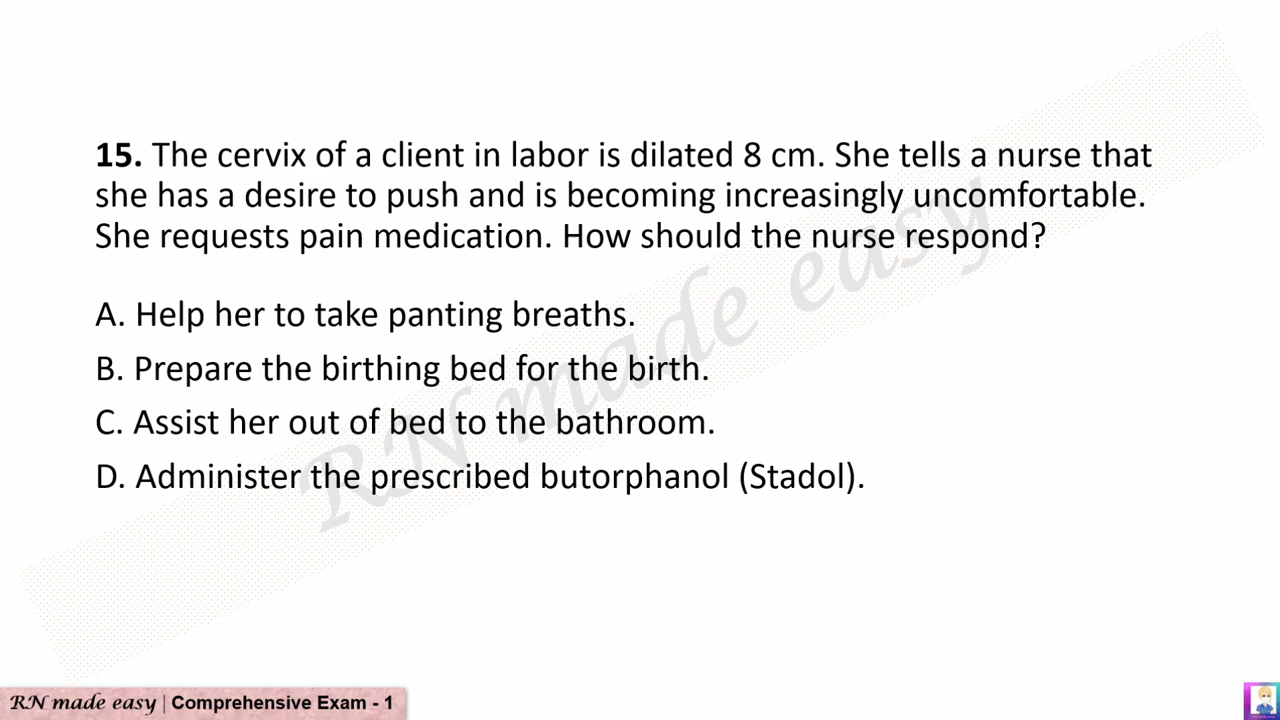 15. The cervix of a client in labor is dilated 8 cm. She tells a nurse that
she has a desire to push and is becoming increasingly uncomfortable.
She requests pain medication. How should the nurse respond?
A. Help her to take panting breaths.
B. Prepare the birthing bed for the birth.
C. Assist her out of bed to the bathroom.
D. Administer the prescribed butorphanol (Stadol).
RN made easy
RN made easy | Comprehensive Exam - 1